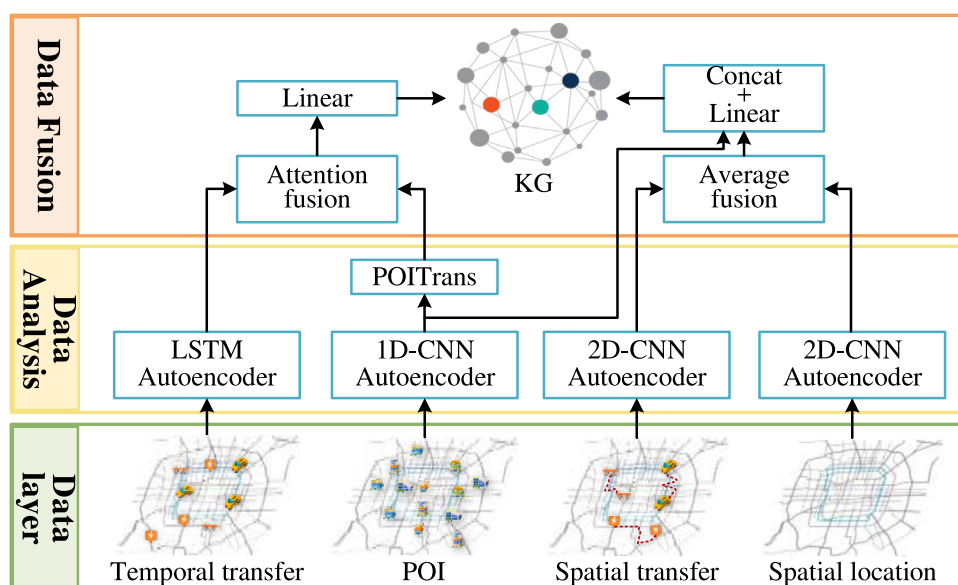 Data Fusion
Linear
Concat
+
Linear
KG
Attention
fusion
Average
fusion
Data
Analysis
POITrans
LSTM
Autoencoder
1D-CNN
Autoencoder
2D-CNN
Autoencoder
2D-CNN
Autoencoder
Data
layer
Temporal transfer
POI
Spatial transfer
Spatial location